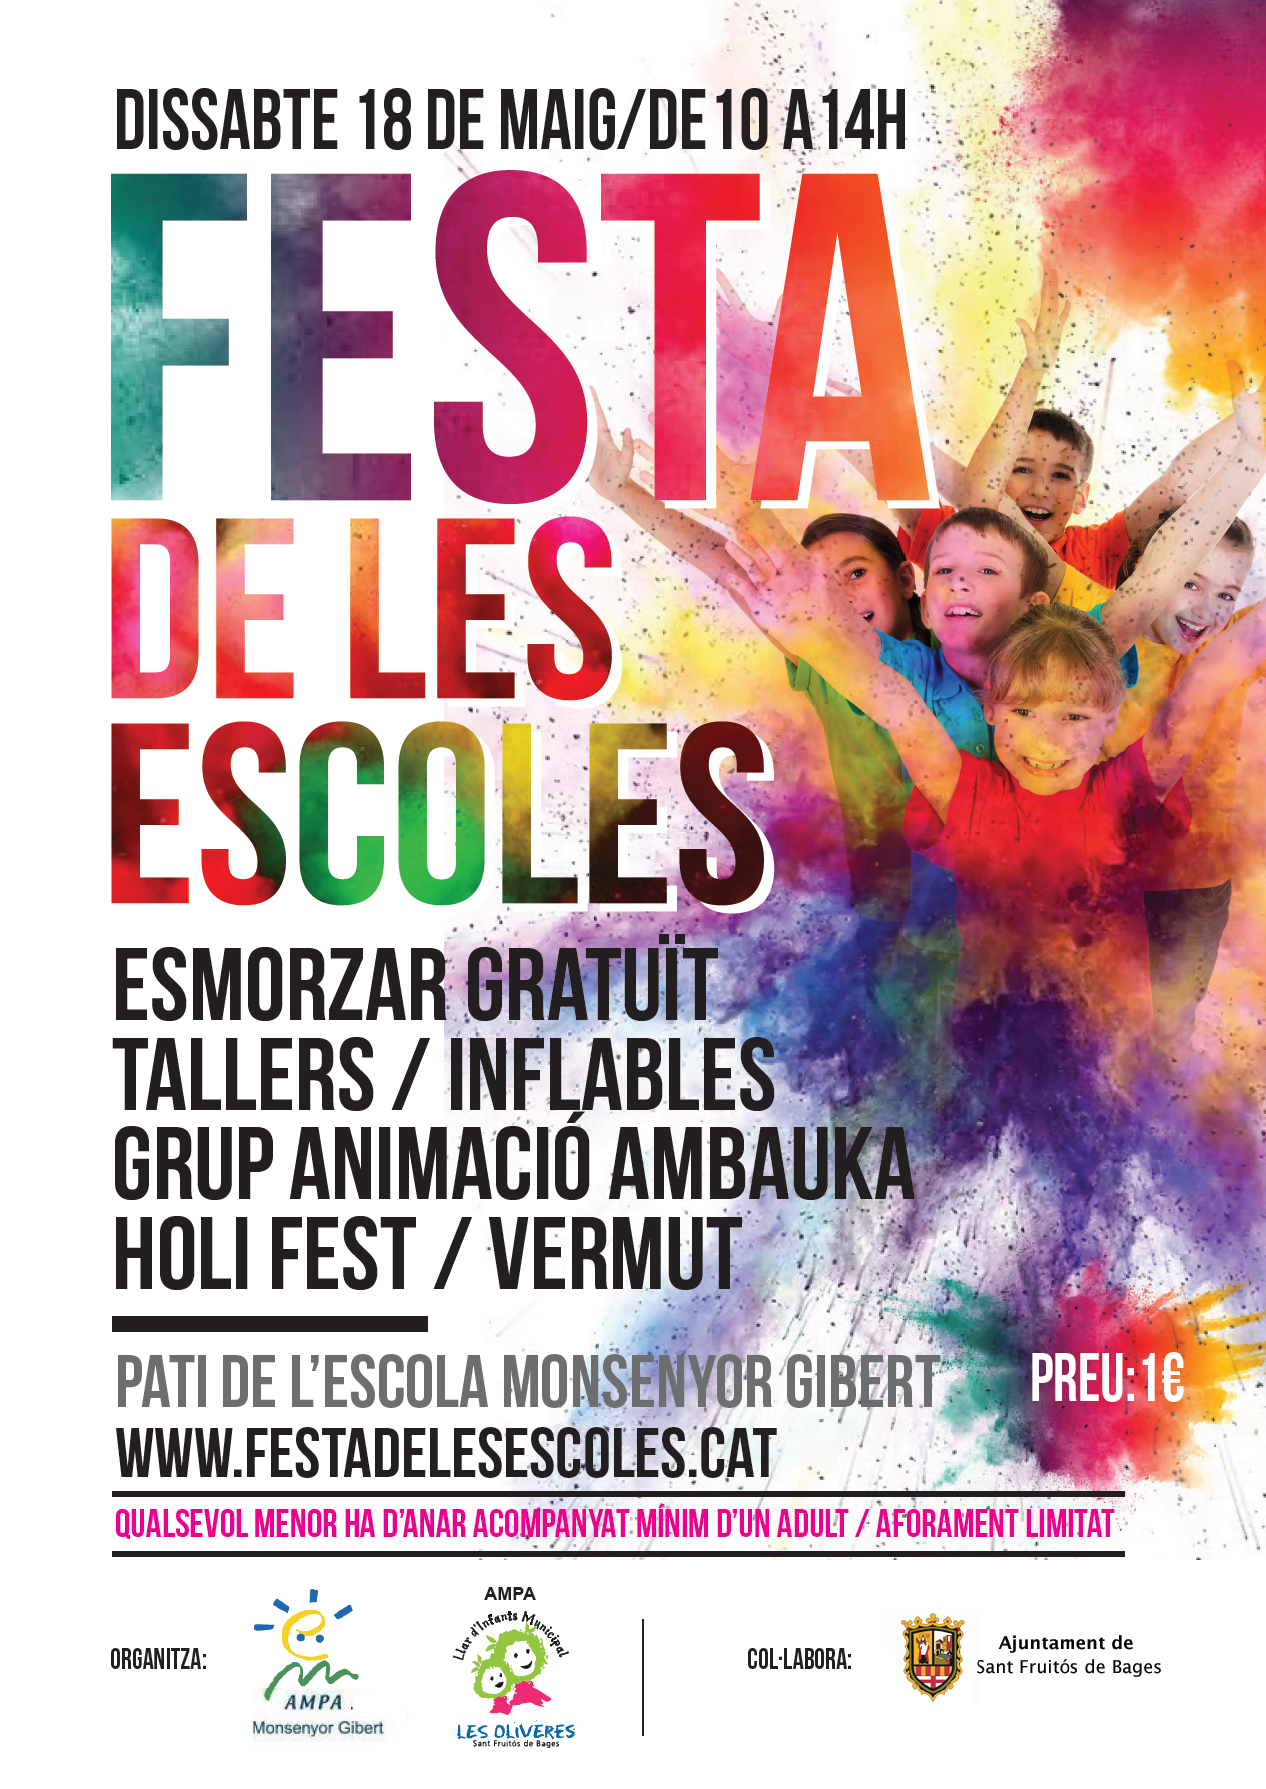 DISSABTE 18 DE MAIG/DE 10 A 14H
FESTA
DE LES
ESCOLES
ESMORZAR GRATUÏT
TALLERS / INFLABLES
GRUP ANIMACIÓ AMBAUKA
HOLI FEST / VERMUT
PATI DE L'ESCOLA MONSENYOR GIBERT
PREU:1€
WWW.FESTADELESESCOLES.CAT
QUALSEVOL MENOR HA D'ANAR ACOMPANYAT MÍNIM D'UN ADULT / AFORAMENT LIMITAT
ORGANITZA:
AMPA.
Monsenyor Gibert
AMPA
Llar d'Infants Municipal
LES OLIVERES
Sant Fruitós de Bages
COL·LABORA:
Ajuntament de
Sant Fruitós de Bages